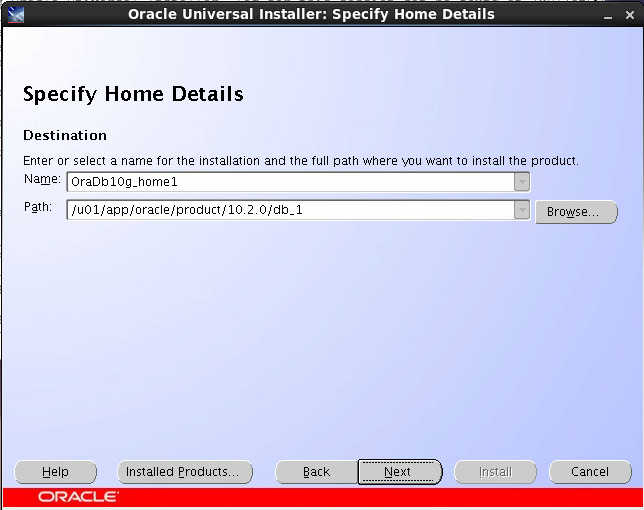 Oracle Universal Installer: Specify Home Details
Specify Home Details
Destination
Enter or select a name for the installation and the full path where you want to install the product.
Name: OraDb10g_home1
Path: /u01/app/oracle/product/10.2.0/db_1 Browse...
Help Installed Products... Back Next Install Cancel
ORACLE